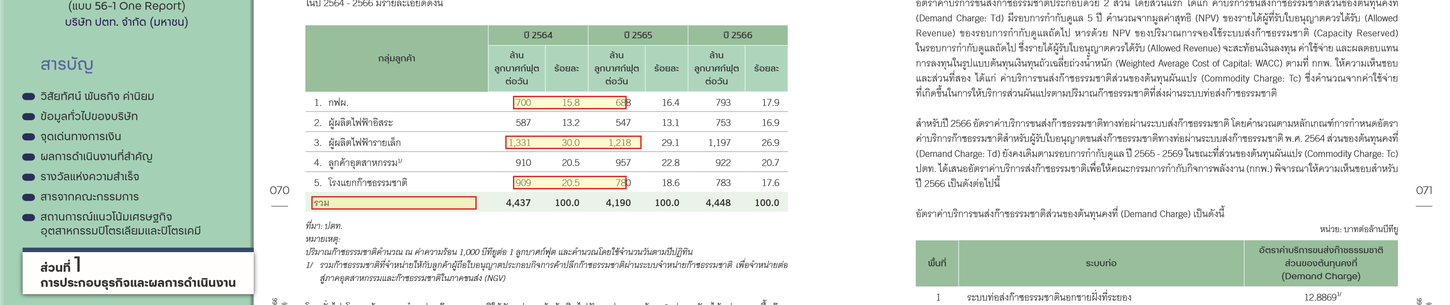 (แบบ 56-1 One Report)
บริษัท ปตท. จำกัด (มหาชน)
สารบัญ
วิสัยทัศน์ พันธกิจ ค่านิยม
ข้อมูลทั่วไปของบริษัท
จุดเด่นทางการเงิน
ผลการดำเนินงานที่สำคัญ
รางวัลแห่งความสำเร็จ
สารจากคณะกรรมการ
สถานการณ์แนวโน้มเศรษฐกิจ
อุตสาหกรรมปิโตรเลียมและปิโตรเคมี
ส่วนที่ 1
การประกอบธุรกิจและผลการดำเนินงาน
070
ในปี 2564 - 2566 มีรายละเอียดดังนี้
กลุ่มลูกค้า ปี 2564 ปี 2565 ปี 2566
ล้านลูกบาศก์ฟุตต่อวัน ร้อยละ ล้านลูกบาศก์ฟุตต่อวัน ร้อยละ ล้านลูกบาศก์ฟุตต่อวัน ร้อยละ
1. กฟผ. 700 15.8 688 16.4 793 17.9
2. ผู้ผลิตไฟฟ้าอิสระ 587 13.2 547 13.1 753 16.9
3. ผู้ผลิตไฟฟ้ารายเล็ก 1,331 30.0 1,218 29.1 1,197 26.9
4. ลูกค้าอุตสาหกรรม1/ 910 20.5 957 22.8 922 20.7
5. โรงแยกก๊าซธรรมชาติ 909 20.5 780 18.6 783 17.6
รวม 4,437 100.0 4,190 100.0 4,448 100.0
ที่มา: ปตท.
หมายเหตุ:
ปริมาณก๊าซธรรมชาติคำนวณ ณ ค่าความร้อน 1,000 บีทียูต่อ 1 ลูกบาศก์ฟุต และคำนวณโดยใช้จำนวนวันตามปีปฏิทิน
1/ รวมก๊าซธรรมชาติที่จำหน่ายให้กับลูกค้าผู้ถือใบอนุญาตประกอบกิจการค้าปลีกก๊าซธรรมชาติผ่านระบบจำหน่ายก๊าซธรรมชาติ เพื่อจำหน่ายต่อ
สู่ภาคอุตสาหกรรมและก๊าซธรรมชาติในภาคขนส่ง (NGV)
อัตราค่าบริการขนส่งก๊าซธรรมชาติประกอบด้วย 2 ส่วน โดยส่วนแรก ได้แก่ ค่าบริการขนส่งก๊าซธรรมชาติส่วนของต้นทุนคงที่
(Demand Charge: Td) มีรอบการกำกับดูแล 5 ปี คำนวณจากมูลค่าสุทธิ (NPV) ของรายได้ผู้ที่รับใบอนุญาตควรได้รับ (Allowed
Revenue) ของรอบการกำกับดูแลถัดไป หารด้วย NPV ของปริมาณการจองใช้ระบบส่งก๊าซธรรมชาติ (Capacity Reserved)
ในรอบการกำกับดูแลถัดไป ซึ่งรายได้ผู้รับใบอนุญาตควรได้รับ (Allowed Revenue) จะสะท้อนเงินลงทุน ค่าใช้จ่าย และผลตอบแทน
การลงทุนในรูปแบบต้นทุนเงินทุนถัวเฉลี่ยถ่วงน้ำหนัก (Weighted Average Cost of Capital: WACC) ตามที่ กกพ. ให้ความเห็นชอบ
และส่วนที่สอง ได้แก่ ค่าบริการขนส่งก๊าซธรรมชาติส่วนของต้นทุนผันแปร (Commodity Charge: Tc) ซึ่งคำนวณจากค่าใช้จ่าย
ที่เกิดขึ้นในการให้บริการส่วนผันแปรตามปริมาณก๊าซธรรมชาติที่ส่งผ่านระบบท่อส่งก๊าซธรรมชาติ
สำหรับปี 2566 อัตราค่าบริการขนส่งก๊าซธรรมชาติทางท่อผ่านระบบส่งก๊าซธรรมชาติ โดยคำนวณตามหลักเกณฑ์การกำหนดอัตรา
ค่าบริการก๊าซธรรมชาติสำหรับผู้รับใบอนุญาตขนส่งก๊าซธรรมชาติทางท่อผ่านระบบส่งก๊าซธรรมชาติ พ.ศ. 2564 ส่วนของต้นทุนคงที่
(Demand Charge: Td) ยังคงเดิมตามรอบการกำกับดูแล ปี 2565 - 2569 ในขณะที่ส่วนของต้นทุนผันแปร (Commodity Charge: Tc)
ปตท. ได้เสนออัตราค่าบริการขนส่งก๊าซธรรมชาติเพื่อให้คณะกรรมการกำกับกิจการพลังงาน (กกพ.) พิจารณาให้ความเห็นชอบสำหรับ
ปี 2566 เป็นดังต่อไปนี้
อัตราค่าบริการขนส่งก๊าซธรรมชาติส่วนของต้นทุนคงที่ (Demand Charge) เป็นดังนี้
หน่วย: บาทต่อล้านบีทียู
พื้นที่ ระบบท่อ อัตราค่าบริการขนส่งก๊าซธรรมชาติ
ส่วนของต้นทุนคงที่
(Demand Charge)
1 ระบบท่อส่งก๊าซธรรมชาตินอกชายฝั่งที่ระยอง 12.88691/
071